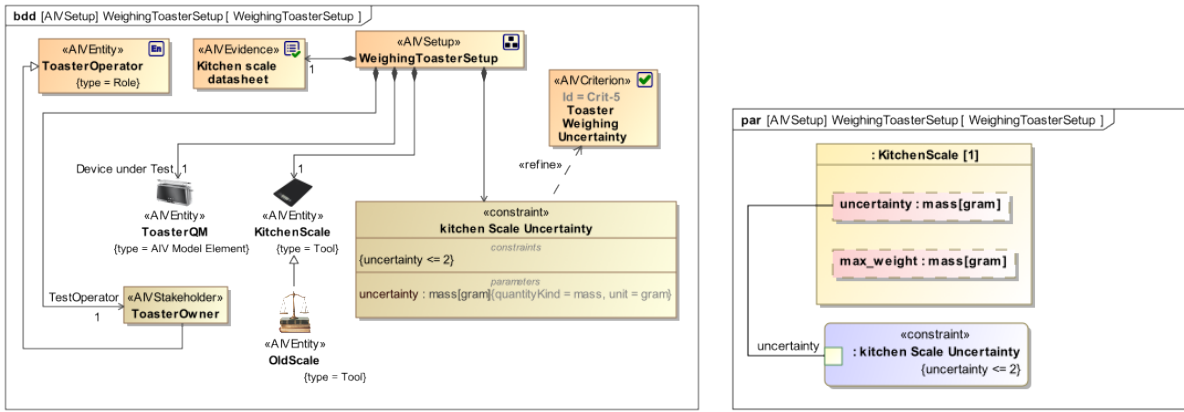 bdd [AIVSetup] WeighingToasterSetup [ WeighingToasterSetup ]
«AIVEntity»
En
ToasterOperator
{type = Role}
«AIVEvidence»
Kitchen scale
datasheet
1
«AIVSetup»
WeighingToasterSetup
«AIVCriterion»
Id = Crit-5
Toaster
Weighing
Uncertainty
«refine»
Device under Test
1
«AIVEntity»
ToasterQM
{type = AIV Model Element}
1
«AIVEntity»
KitchenScale
{type = Tool}
«constraint»
kitchen Scale Uncertainty
constraints
{uncertainty <= 2}
parameters
uncertainty : mass[gram]{quantityKind = mass, unit = gram}
TestOperator
1
«AIVStakeholder»
ToasterOwner
«AIVEntity»
OldScale
{type = Tool}
par [AIVSetup] WeighingToasterSetup [ WeighingToasterSetup ]
: KitchenScale [1]
uncertainty : mass[gram]
max_weight : mass[gram]
uncertainty
«constraint»
: kitchen Scale Uncertainty
{uncertainty <= 2}